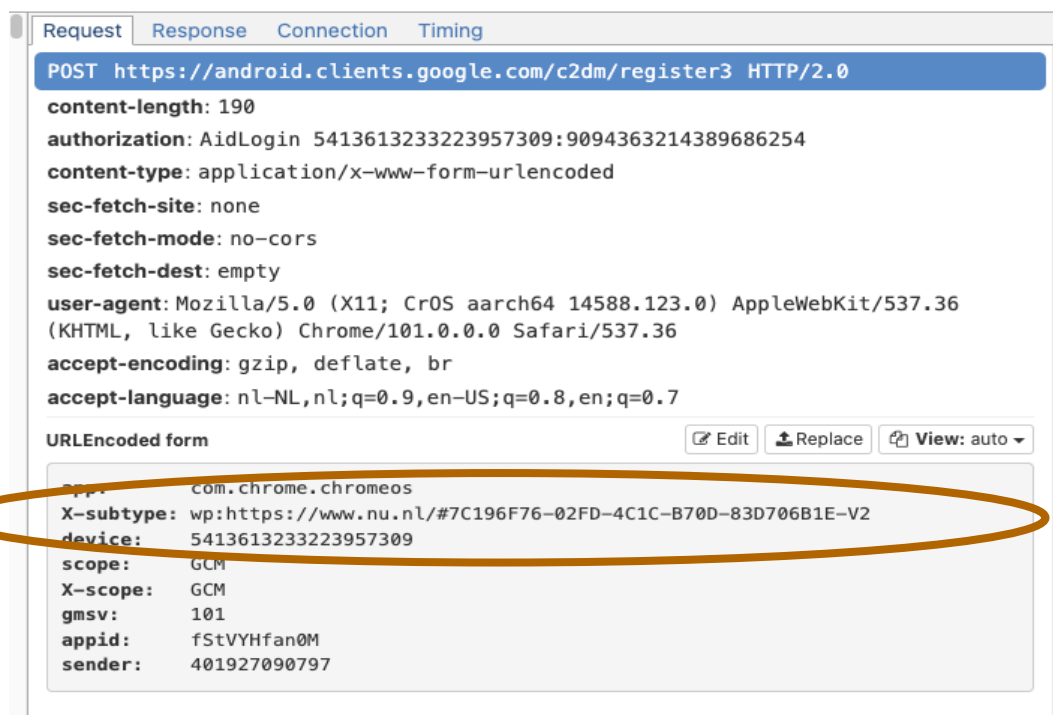 Request Response Connection Timing
POST https://android.clients.google.com/c2dm/register3 HTTP/2.0
content-length: 190
authorization: AidLogin 5413613233223957309:9094363214389686254
content-type: application/x-www-form-urlencoded
sec-fetch-site: none
sec-fetch-mode: no-cors
sec-fetch-dest: empty
user-agent: Mozilla/5.0 (X11; CrOS aarch64 14588.123.0) AppleWebKit/537.36
(KHTML, like Gecko) Chrome/101.0.0.0 Safari/537.36
accept-encoding: gzip, deflate, br
accept-language: nl-NL,nl;q=0.9,en-US;q=0.8,en;q=0.7
URLEncoded form Edit Replace View: auto
app: com.chrome.chromeos
X-subtype: wp:https://www.nu.nl/#7C196F76-02FD-4C1C-B70D-83D706B1E-V2
device: 5413613233223957309
scope: GCM
X-scope: GCM
gmsv: 101
appid: fStVYHfan0M
sender: 401927090797